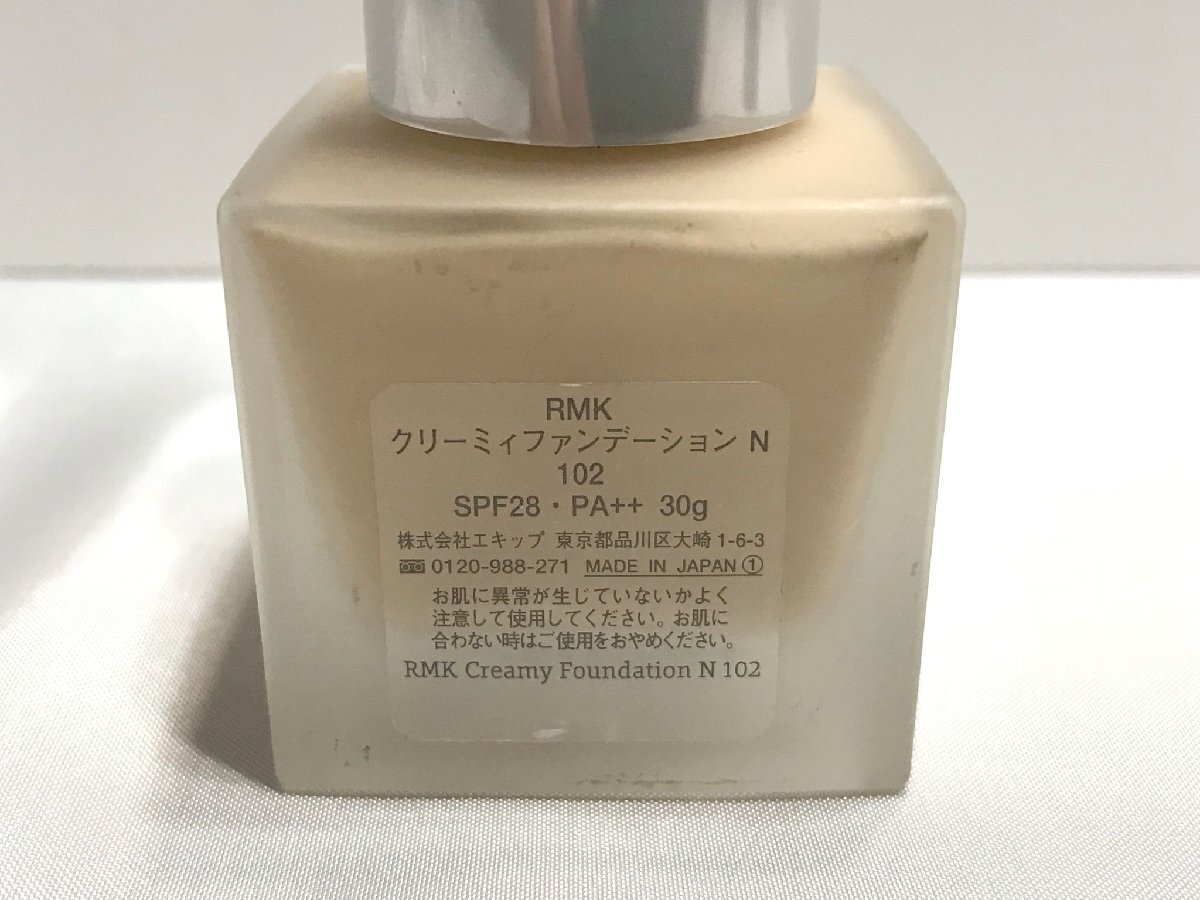 RMK
クリーミィファンデーション N
102
SPF28・PA++ 30g
株式会社エキップ 東京都品川区大崎1-6-3
0120-988-271 MADE IN JAPAN ①
お肌に異常が生じていないかよく
注意して使用してください。お肌に
合わない時はご使用をおやめください。
RMK Creamy Foundation N 102